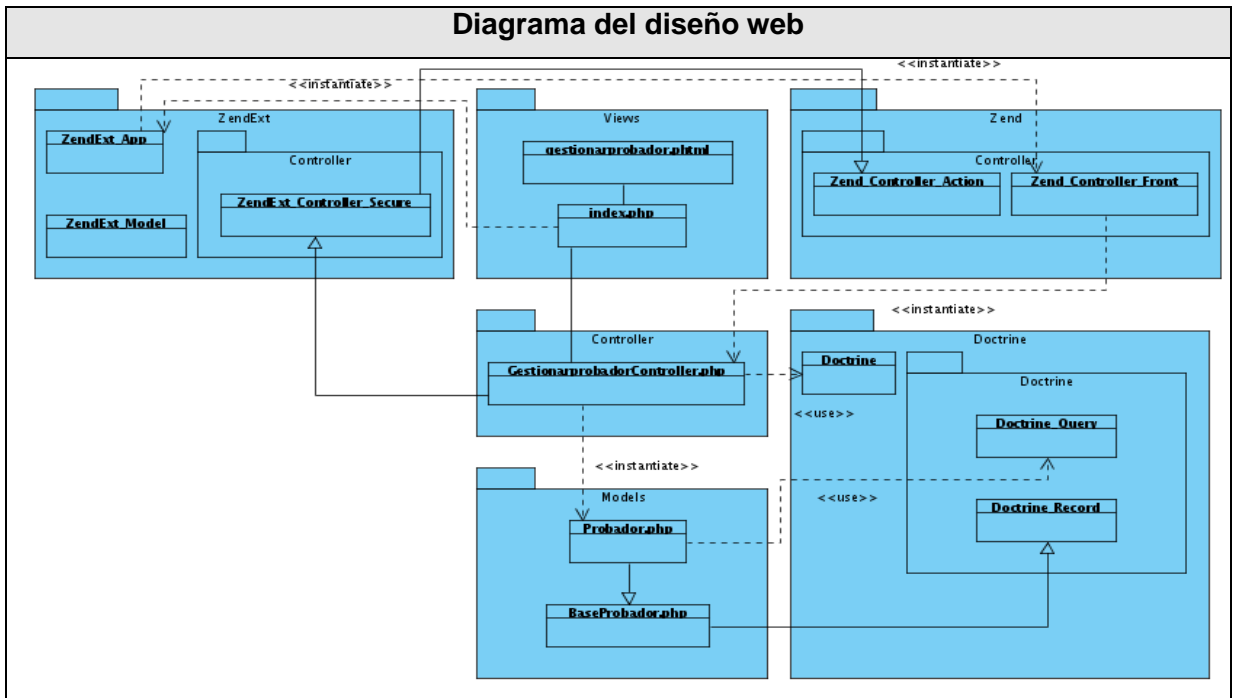 Diagrama del diseño web
<<instantiate>>
<<instantiate>>
ZendExt
ZendExt_App
Controller
ZendExt_Controller_Secure
ZendExt_Model
Views
gestionarprobador.phtml
index.php
Zend
Controller
Zend_Controller_Action
Zend_Controller_Front
<<instantiate>>
Controller
GestionarprobadorController.php
Doctrine
Doctrine
Doctrine
<<use>>
Doctrine_Query
<<instantiate>>
<<use>>
Doctrine_Record
Models
Probador.php
BaseProbador.php